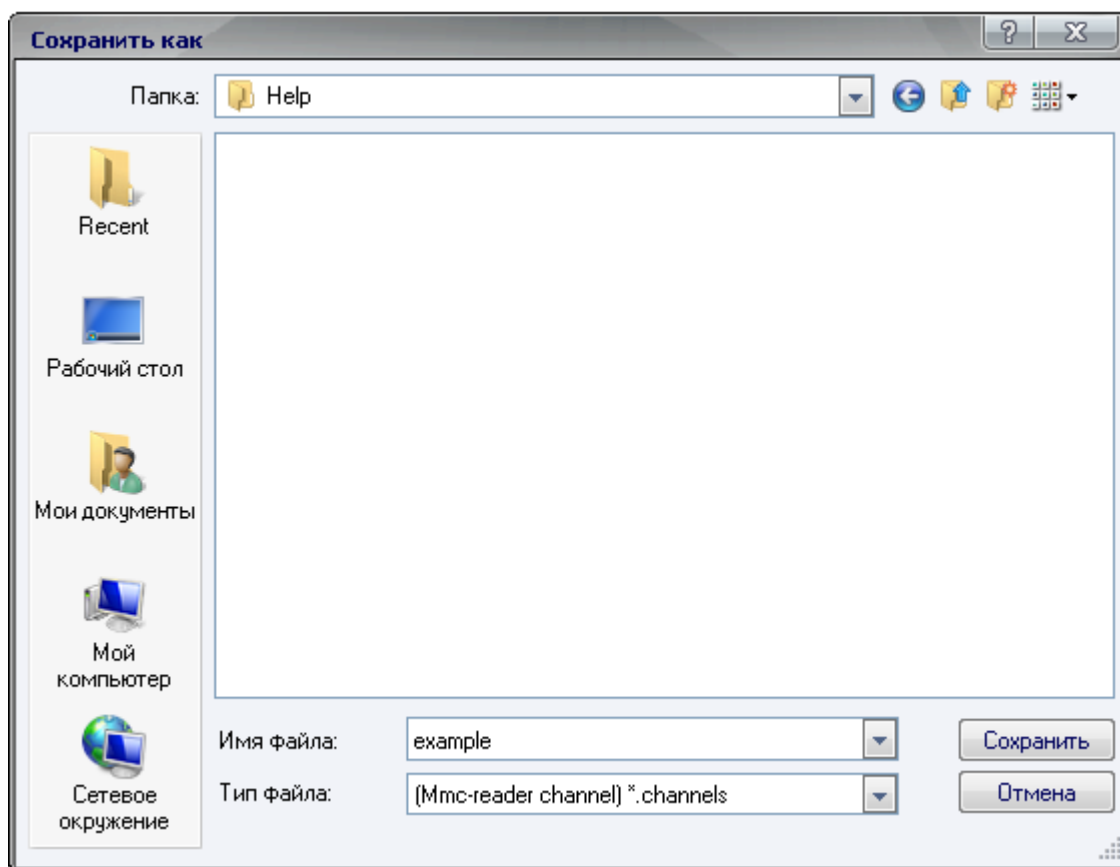 Сохранить как
Папка: Help
Recent
Рабочий стол
Мои документы
Мой
компьютер
Сетевое
окружение
Имя файла: example Сохранить
Тип файла: (Mmc-reader channel) *.channels Отмена